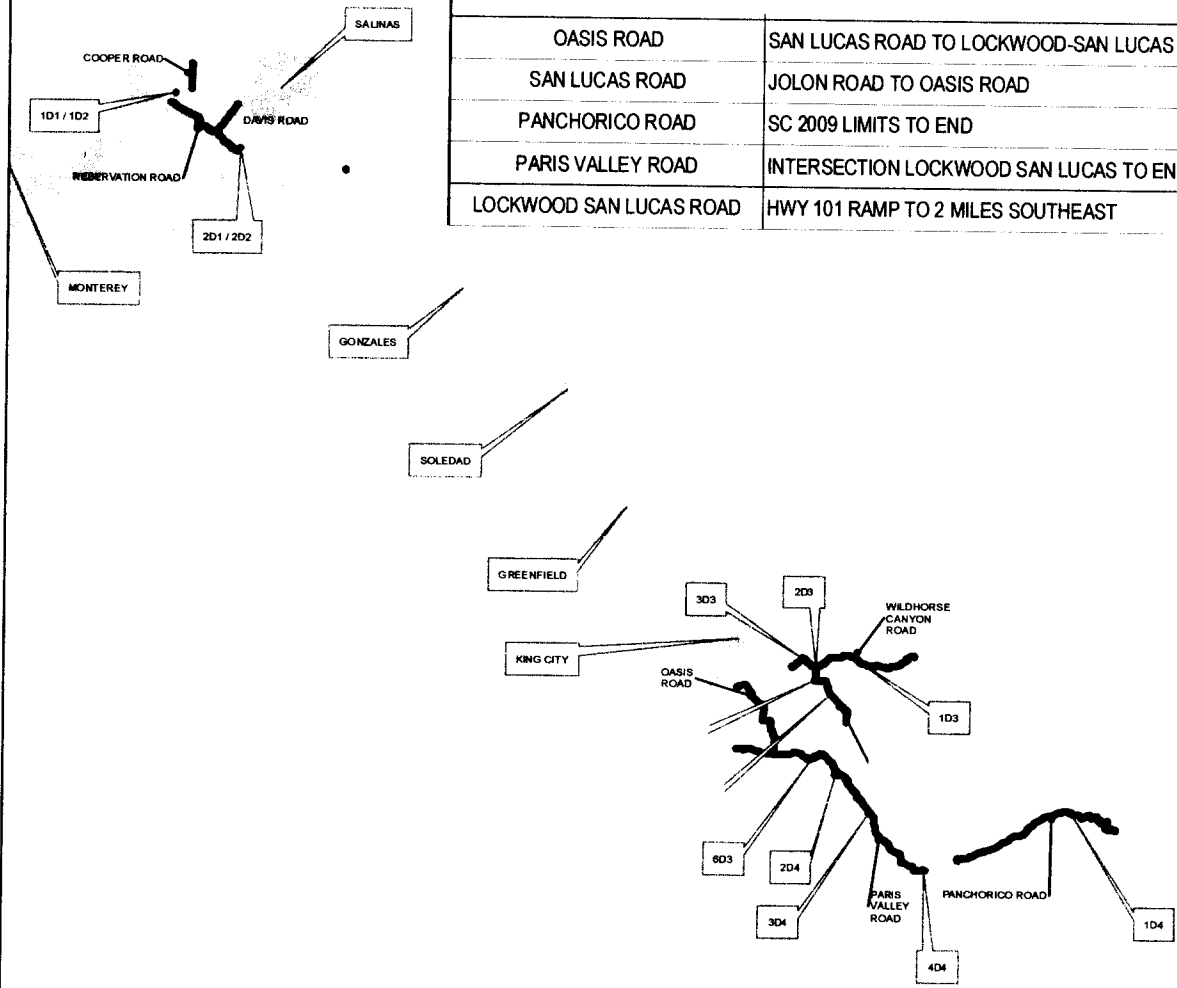 OASIS ROAD SAN LUCAS ROAD TO LOCKWOOD-SAN LUCAS
SAN LUCAS ROAD JOLON ROAD TO OASIS ROAD
PANCHORICO ROAD SC 2009 LIMITS TO END
PARIS VALLEY ROAD INTERSECTION LOCKWOOD SAN LUCAS TO EN
LOCKWOOD SAN LUCAS ROAD HWY 101 RAMP TO 2 MILES SOUTHEAST
SALINAS
COOPER ROAD
1D1 / 1D2
DAVIS ROAD
RESERVATION ROAD
2D1 / 2D2
MONTEREY
GONZALES
SOLEDAD
GREENFIELD
3D3
2D3
WILDHORSE
CANYON
ROAD
KING CITY
OASIS
ROAD
1D3
6D3
2D4
3D4
PARIS
VALLEY
ROAD
PANCHORICO ROAD
1D4
4D4